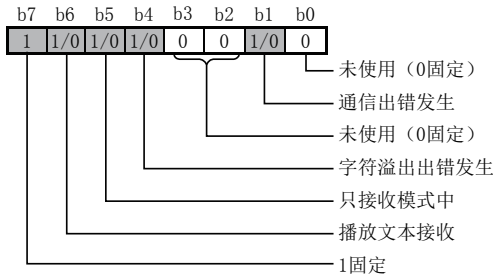 b7 b6 b5 b4 b3 b2 b1 b0
1 1/0 1/0 1/0 0 0 1/0 0
未使用（0固定）
通信出错发生
未使用（0固定）
字符溢出出错发生
只接收模式中
播放文本接收
1固定